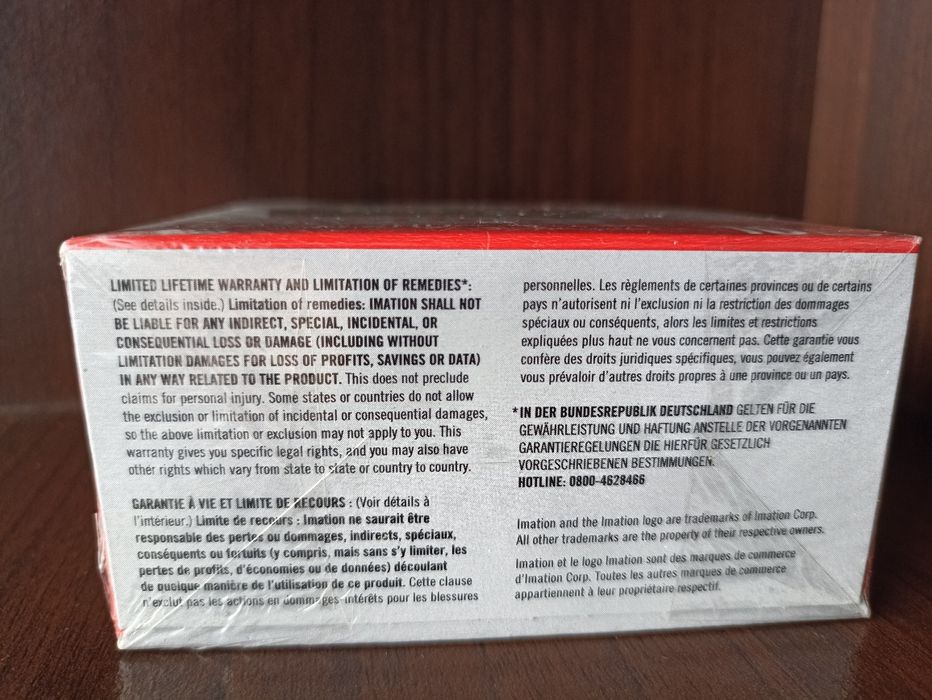 LIMITED LIFETIME WARRANTY AND LIMITATION OF REMEDIES*:
(See details inside.) Limitation of remedies: IMATION SHALL NOT
BE LIABLE FOR ANY INDIRECT, SPECIAL, INCIDENTAL, OR
CONSEQUENTIAL LOSS OR DAMAGE (INCLUDING WITHOUT
LIMITATION DAMAGES FOR LOSS OF PROFITS, SAVINGS OR DATA)
IN ANY WAY RELATED TO THE PRODUCT. This does not preclude
claims for personal injury. Some states or countries do not allow
the exclusion or limitation of incidental or consequential damages,
so the above limitation or exclusion may not apply to you. This
warranty gives you specific legal rights, and you may also have
other rights which vary from state to state or country to country.
GARANTIE À VIE ET LIMITE DE RECOURS : (Voir détails à
l'intérieur.) Limite de recours : Imation ne saurait être
responsable des pertes ou dommages, indirects, spéciaux,
conséquents ou fortuits (y compris, mais sans s'y limiter, les
pertes de profits, d'économies ou de données) découlant
de quelque manière de l'utilisation de ce produit. Cette clause
n'exclut pas les actions en dommages-intérêts pour les blessures
personnelles. Les règlements de certaines provinces ou de certains
pays n'autorisent ni l'exclusion ni la restriction des dommages
spéciaux ou conséquents, alors les limites et restrictions
expliquées plus haut ne vous concernent pas. Cette garantie vous
confère des droits juridiques spécifiques, vous pouvez également
vous prévaloir d'autres droits propres à une province ou un pays.
*IN DER BUNDESREPUBLIK DEUTSCHLAND GELTEN FÜR DIE
GEWÄHRLEISTUNG UND HAFTUNG ANSTELLE DER VORGENANNTEN
GARANTIEREGELUNGEN DIE HIERFÜR GESETZLICH
VORGESCHRIEBENEN BESTIMMUNGEN.
HOTLINE: 0800-4628466
Imation and the Imation logo are trademarks of Imation Corp.
All other trademarks are the property of their respective owners.
Imation et le logo Imation sont des marques de commerce
d'Imation Corp. Toutes les autres marques de commerce
appartiennent à leur propriétaire respectif.